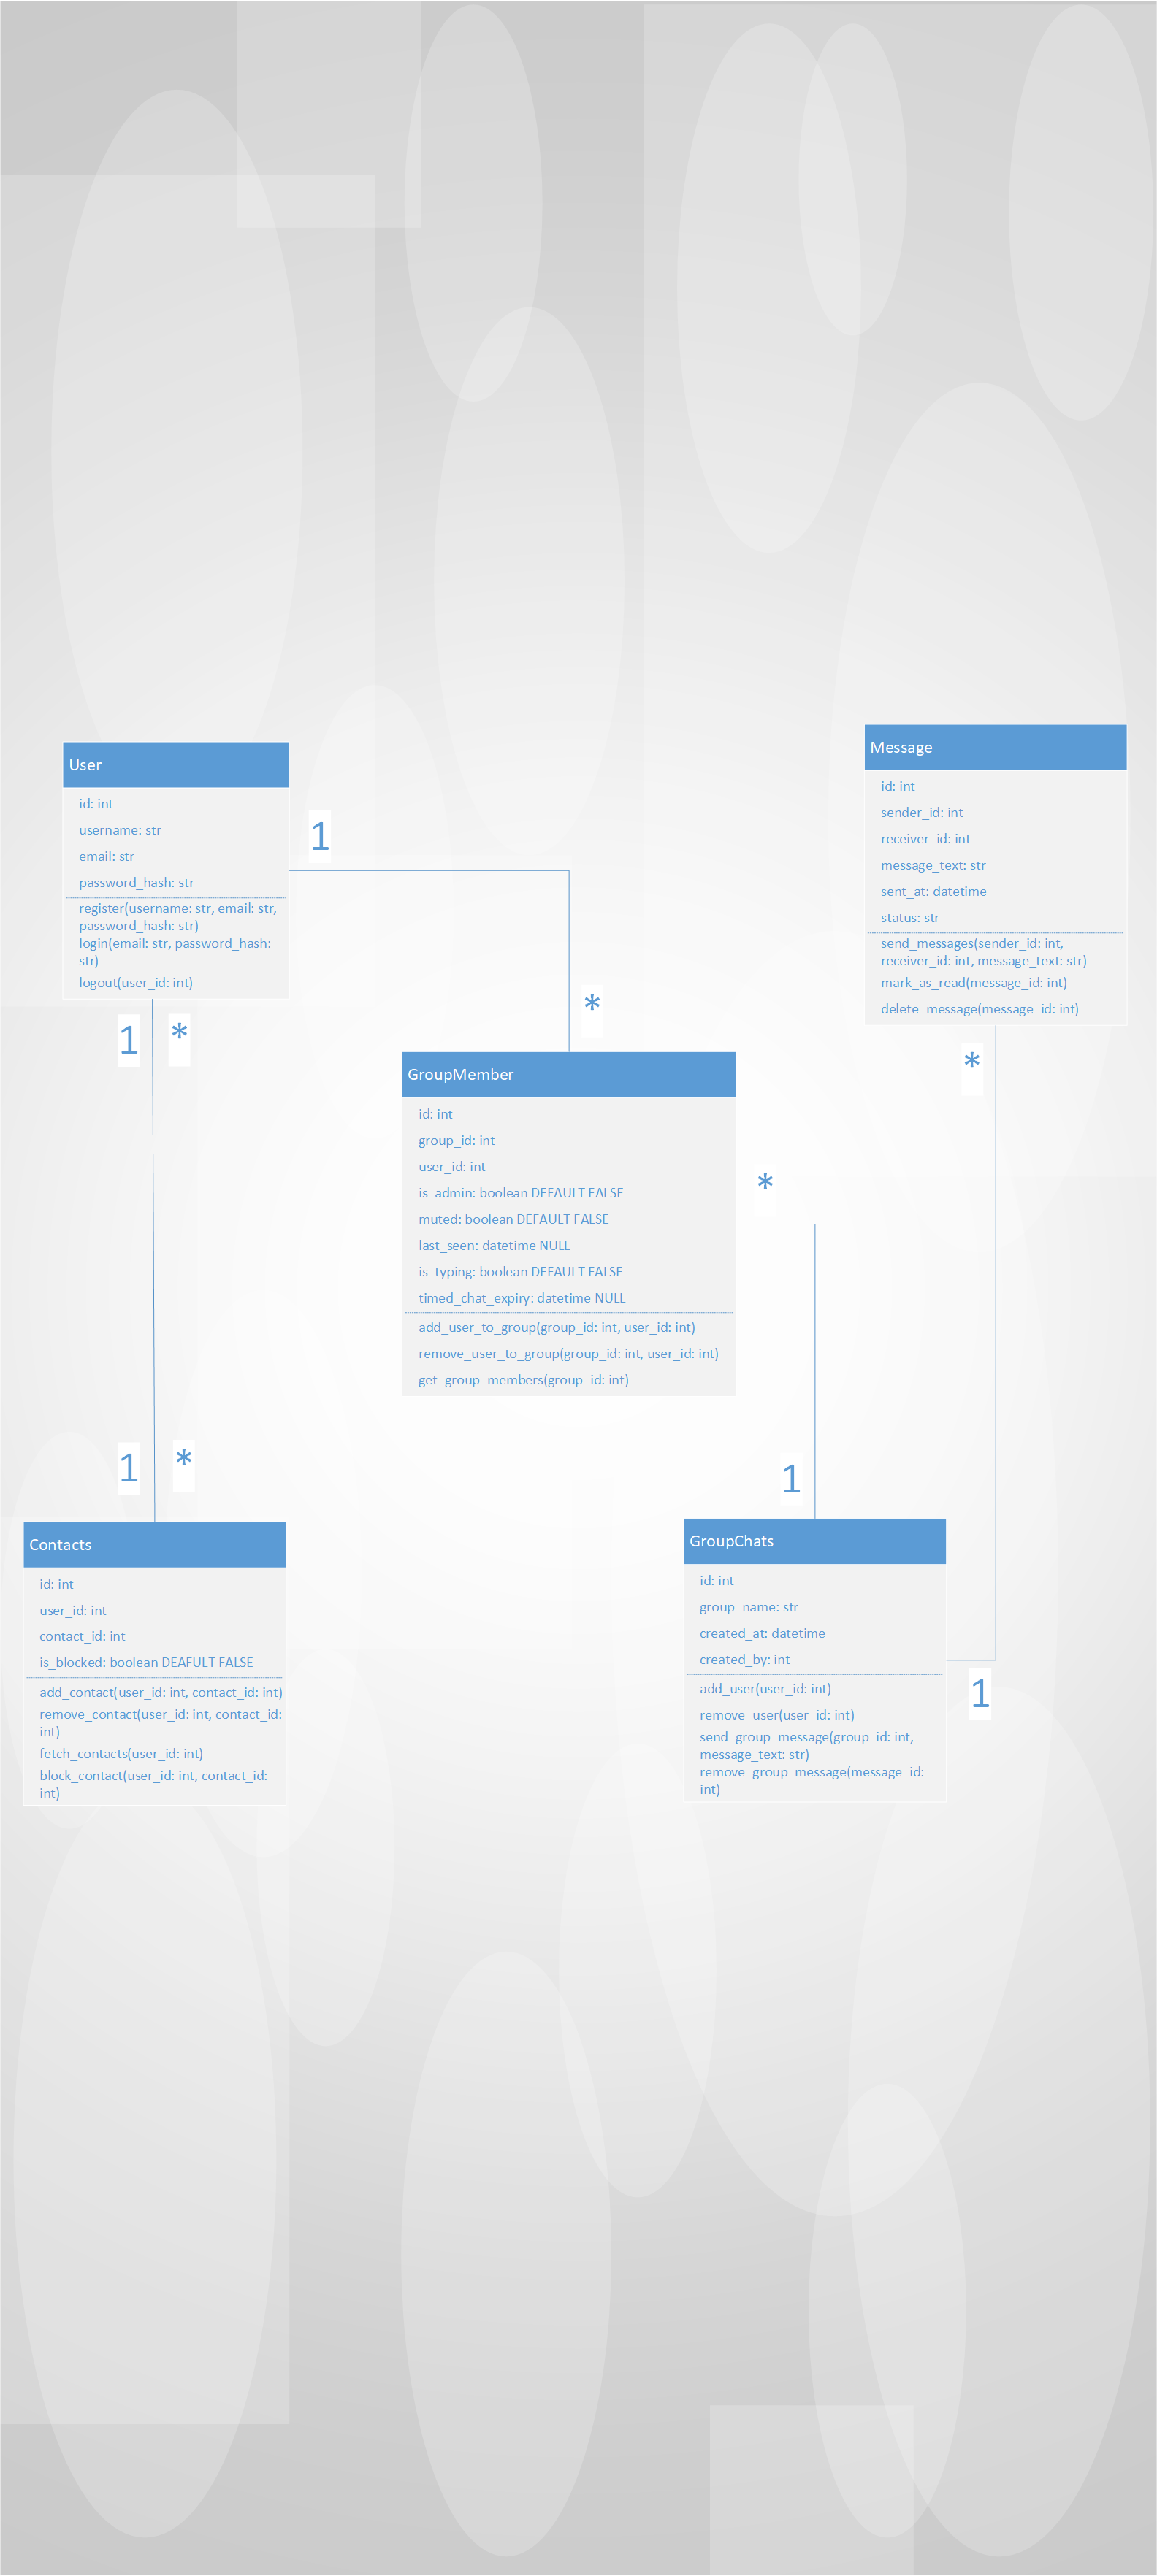 User
id: int
username: str
email: str
password_hash: str
register(username: str, email: str,
password_hash: str)
login(email: str, password_hash:
str)
logout(user_id: int)
1
1
*
Message
id: int
sender_id: int
receiver_id: int
message_text: str
sent_at: datetime
status: str
send_messages(sender_id: int,
receiver_id: int, message_text: str)
mark_as_read(message_id: int)
delete_message(message_id: int)
*
*
GroupMember
id: int
group_id: int
user_id: int
is_admin: boolean DEFAULT FALSE
muted: boolean DEFAULT FALSE
last_seen: datetime NULL
is_typing: boolean DEFAULT FALSE
timed_chat_expiry: datetime NULL
add_user_to_group(group_id: int, user_id: int)
remove_user_to_group(group_id: int, user_id: int)
get_group_members(group_id: int)
*
1
*
Contacts
id: int
user_id: int
contact_id: int
is_blocked: boolean DEAFULT FALSE
add_contact(user_id: int, contact_id: int)
remove_contact(user_id: int, contact_id:
int)
fetch_contacts(user_id: int)
block_contact(user_id: int, contact_id:
int)
1
GroupChats
id: int
group_name: str
created_at: datetime
created_by: int
add_user(user_id: int)
remove_user(user_id: int)
send_group_message(group_id: int,
message_text: str)
remove_group_message(message_id:
int)
1